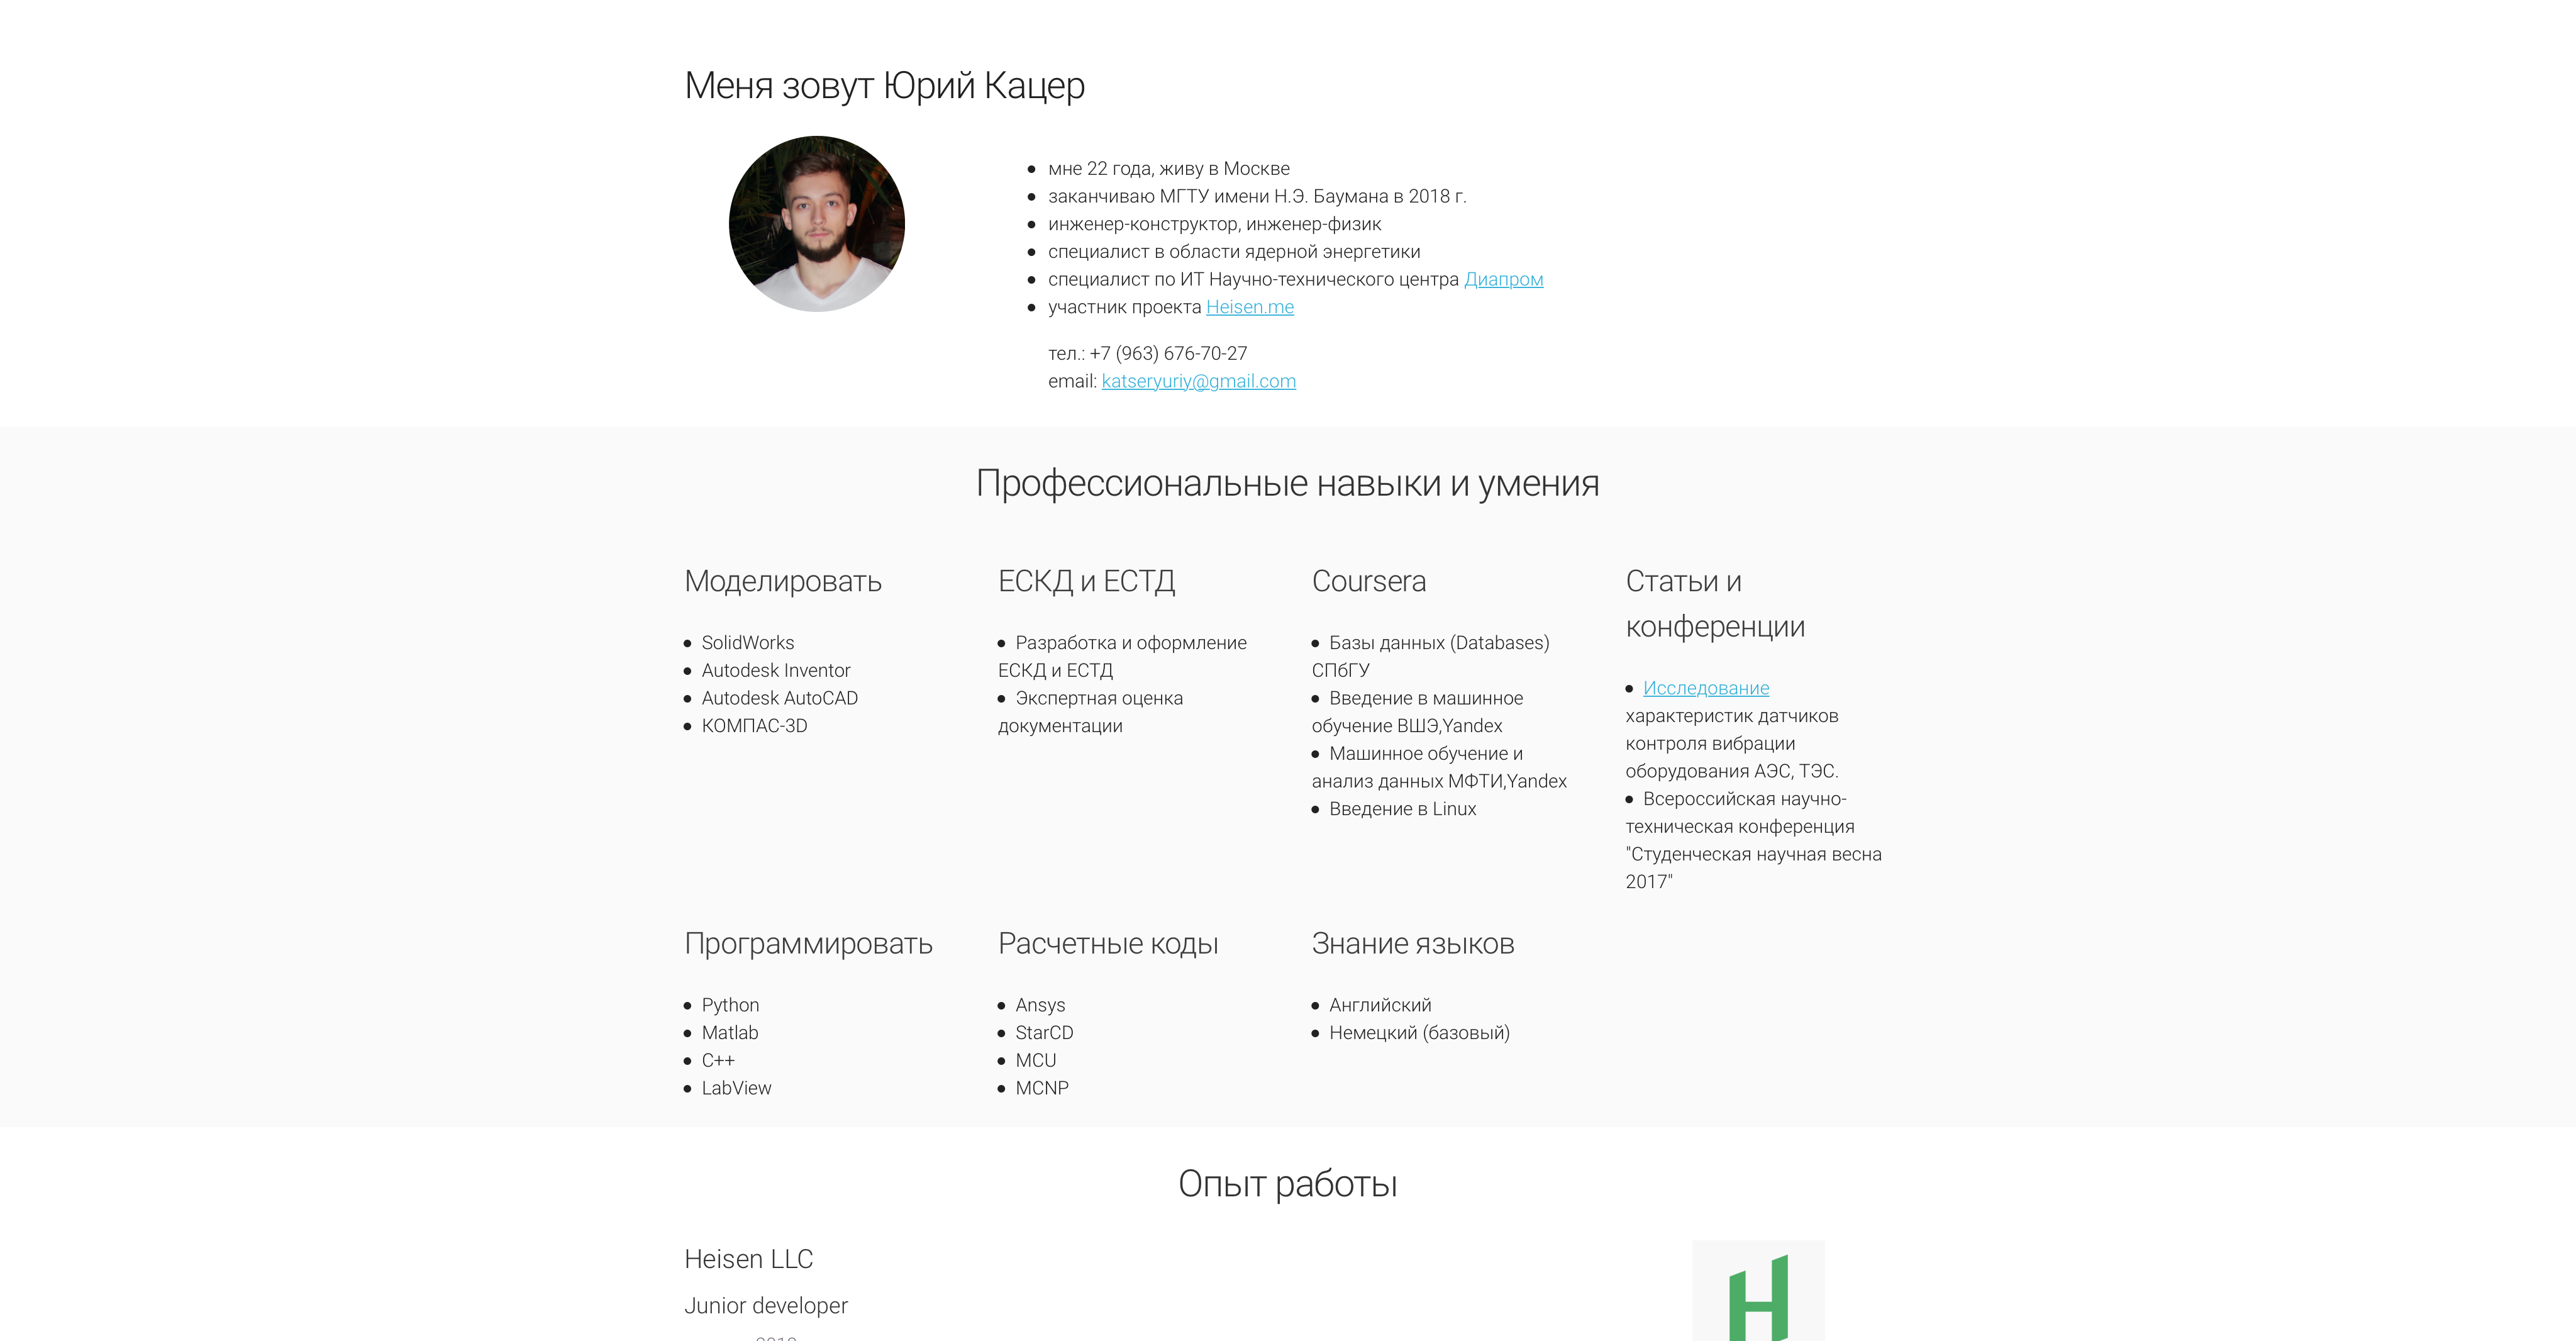 Меня зовут Юрий Кацер
мне 22 года, живу в Москве
заканчиваю МГТУ имени Н.Э. Баумана в 2018 г.
инженер-конструктор, инженер-физик
специалист в области ядерной энергетики
специалист по ИТ Научно-технического центра Диапром
участник проекта Heisen.me
тел.: +7 (963) 676-70-27
email: katseryuriy@gmail.com
Профессиональные навыки и умения
Моделировать
SolidWorks
Autodesk Inventor
Autodesk AutoCAD
КОМПАС-3D
ЕСКД и ЕСТД
Разработка и оформление
ЕСКД и ЕСТД
Экспертная оценка
документации
Coursera
Базы данных (Databases)
СПбГУ
Введение в машинное
обучение ВШЭ,Yandex
Машинное обучение и
анализ данных МФТИ,Yandex
Введение в Linux
Статьи и
конференции
Исследование
характеристик датчиков
контроля вибрации
оборудования АЭС, ТЭС.
Всероссийская научно-
техническая конференция
"Студенческая научная весна
2017"
Программировать
Python
Matlab
C++
LabView
Расчетные коды
Ansys
StarCD
MCU
MCNP
Знание языков
Английский
Немецкий (базовый)
Опыт работы
Heisen LLC
Junior developer